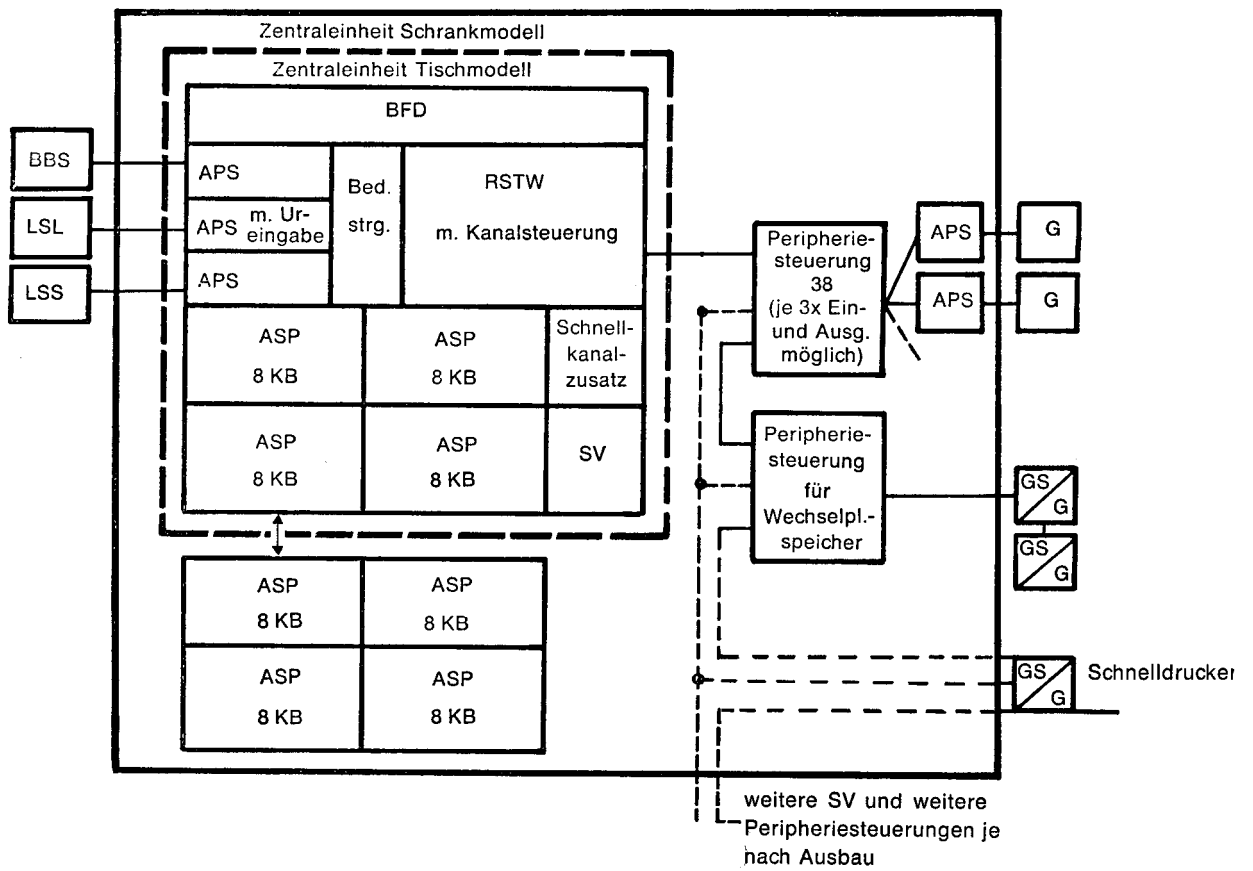 Zentraleinheit Schrankmodell
Zentraleinheit Tischmodell
BFD
BBS
LSL
LSS
APS
APS
m. Ur-
eingabe
APS
Bed.
strg.
RSTW
m. Kanalsteuerung
ASP
8 KB
ASP
8 KB
Schnell-
kanal-
zusatz
ASP
8 KB
ASP
8 KB
SV
ASP
8 KB
ASP
8 KB
ASP
8 KB
ASP
8 KB
Peripherie-
steuerung
38
(je 3x Ein-
und Ausg.
möglich)
APS
G
APS
G
Peripherie-
steuerung
für
Wechselpl.-
speicher
GS
G
GS
G
GS
G
Schnelldrucker
weitere SV und weitere
Peripheriesteuerungen je
nach Ausbau